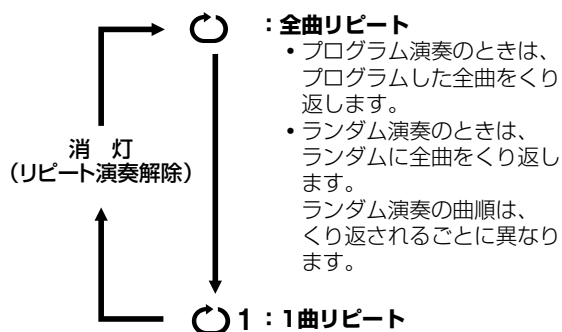 ：全曲リピート
• プログラム演奏のときは、
プログラムした全曲をくり
返します。
• ランダム演奏のときは、
ランダムに全曲をくり返し
ます。
ランダム演奏の曲順は、
くり返されるごとに異なり
ます。
消　灯
（リピート演奏解除）
1：1曲リピート